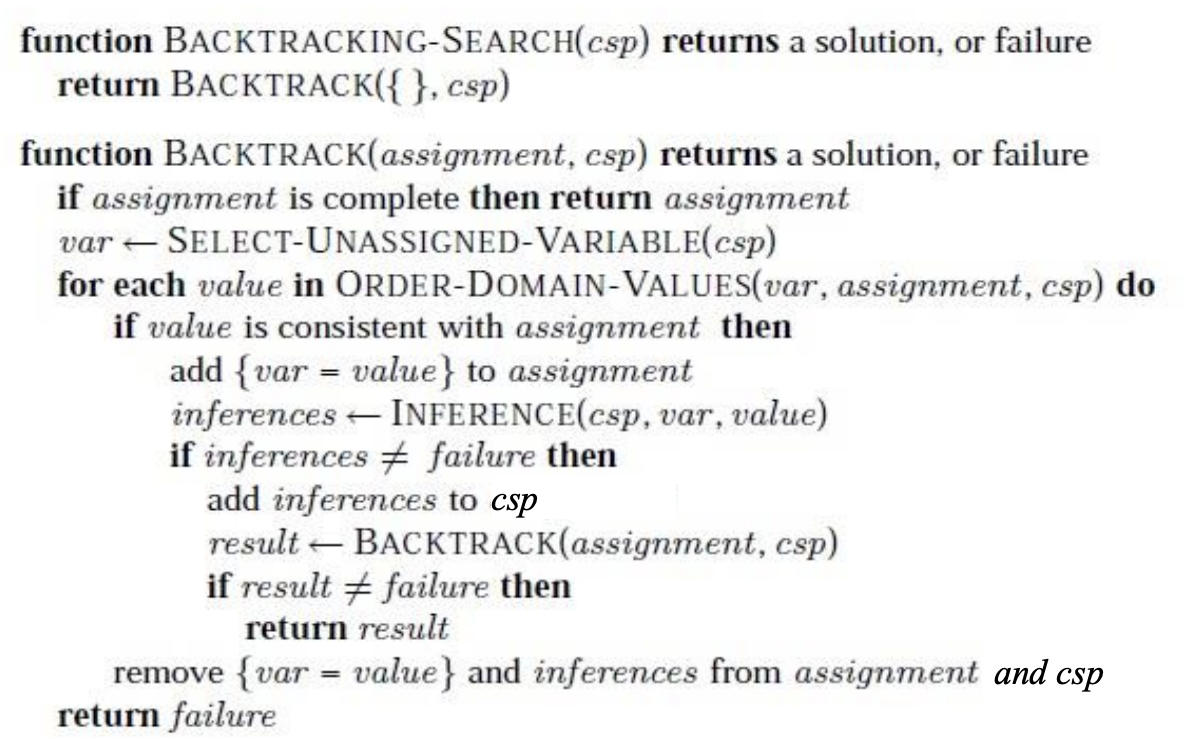 function BACKTRACKING-SEARCH(csp) returns a solution, or failure
return BACKTRACK({ }, csp)
function BACKTRACK(assignment, csp) returns a solution, or failure
if assignment is complete then return assignment
var ← SELECT-UNASSIGNED-VARIABLE(csp)
for each value in ORDER-DOMAIN-VALUES(var, assignment, csp) do
if value is consistent with assignment then
add {var = value} to assignment
inferences ← INFERENCE(csp, var, value)
if inferences ≠ failure then
add inferences to csp
result ← BACKTRACK(assignment, csp)
if result ≠ failure then
return result
remove {var = value} and inferences from assignment and csp
return failure